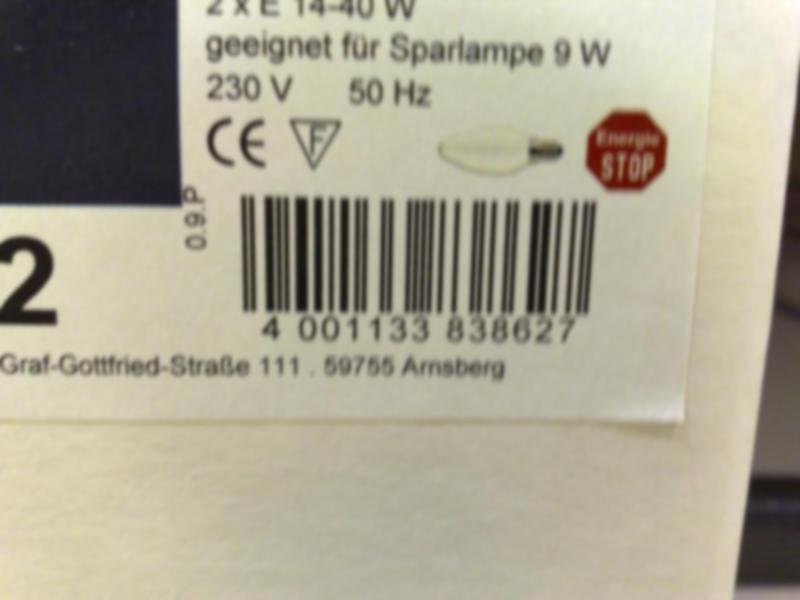 2 x E 14-40 W
geeignet für Sparlampe 9 W
230 V 50 Hz
CE F
Energie
STOP
0.9.P
2
4 001133 838627
Graf-Gottfried-Straße 111 . 59755 Arnsberg